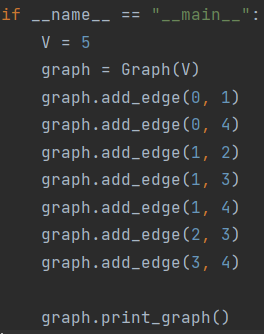 if __name__ == "__main__":
    V = 5
    graph = Graph(V)
    graph.add_edge(0, 1)
    graph.add_edge(0, 4)
    graph.add_edge(1, 2)
    graph.add_edge(1, 3)
    graph.add_edge(1, 4)
    graph.add_edge(2, 3)
    graph.add_edge(3, 4)

    graph.print_graph()